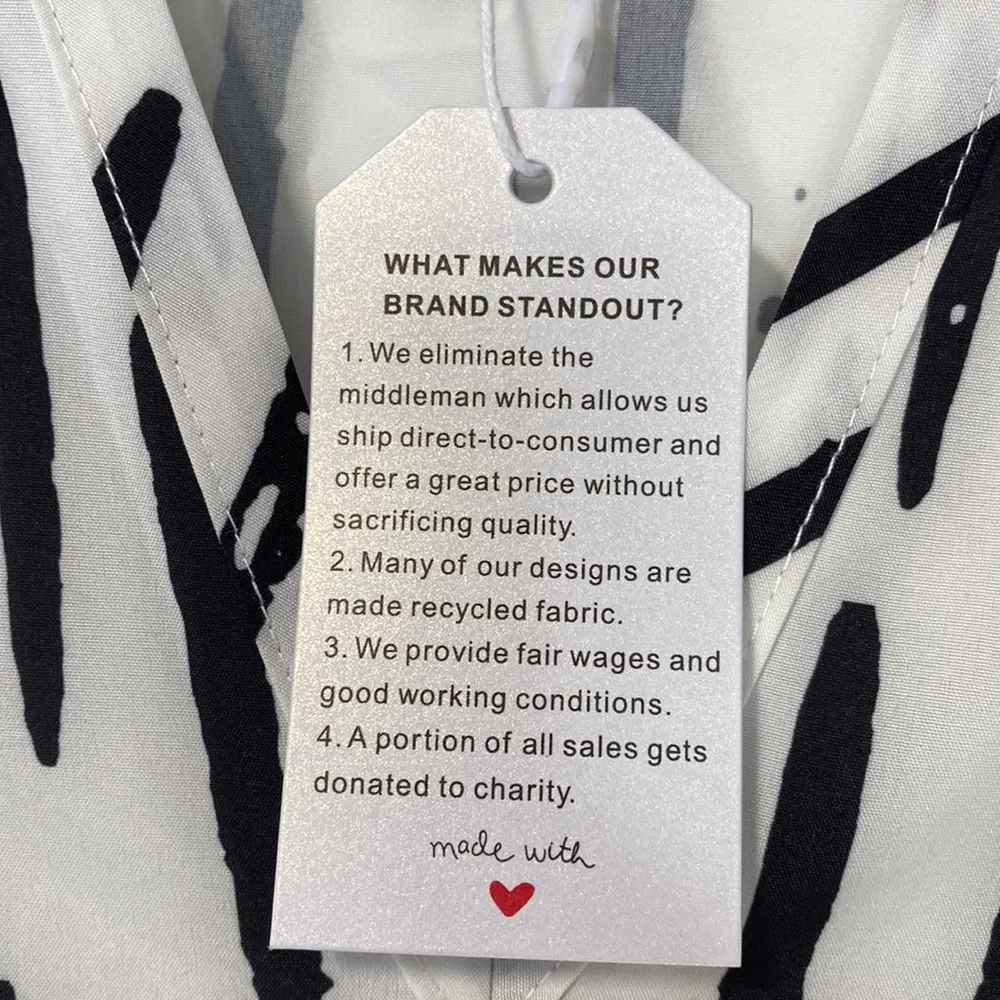 WHAT MAKES OUR
BRAND STANDOUT?
1. We eliminate the
middleman which allows us
ship direct-to-consumer and
offer a great price without
sacrificing quality.
2. Many of our designs are
made recycled fabric.
3. We provide fair wages and
good working conditions.
4. A portion of all sales gets
donated to charity.
made with